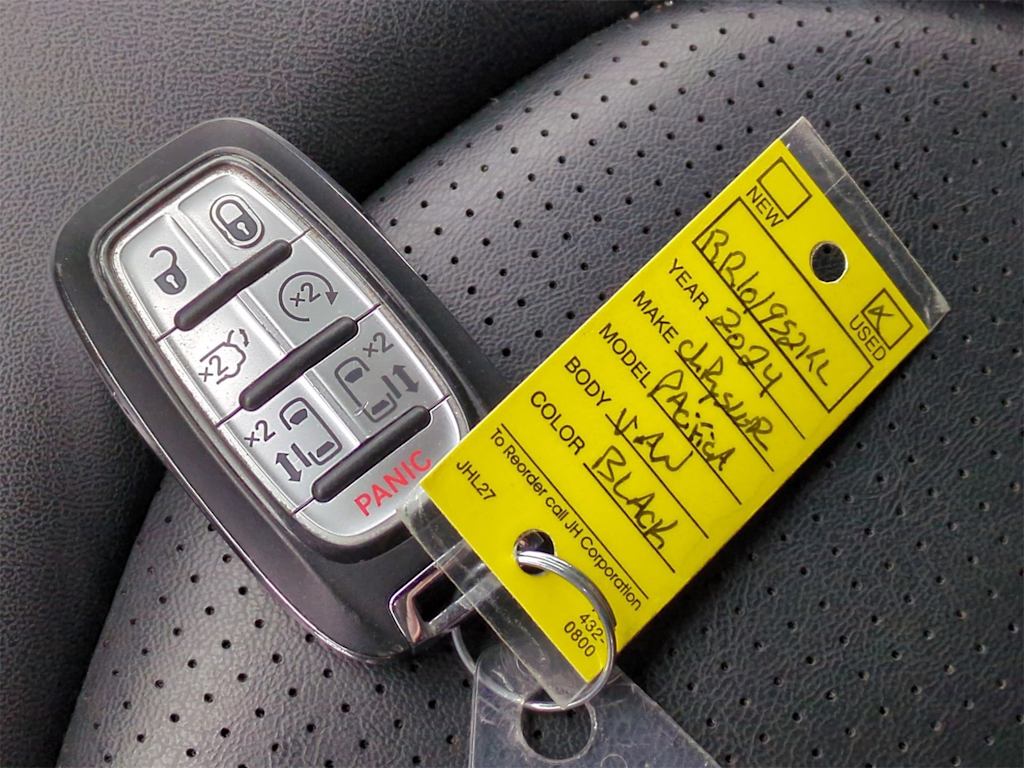 x2
x2
x2
x2
PANIC
NEW
USED
YEAR 2024
MAKE CHRYSLER
MODEL PACIFICA
BODY VAN
COLOR BLACK
To Reorder call JH Corporation
JHL27
432-
0800